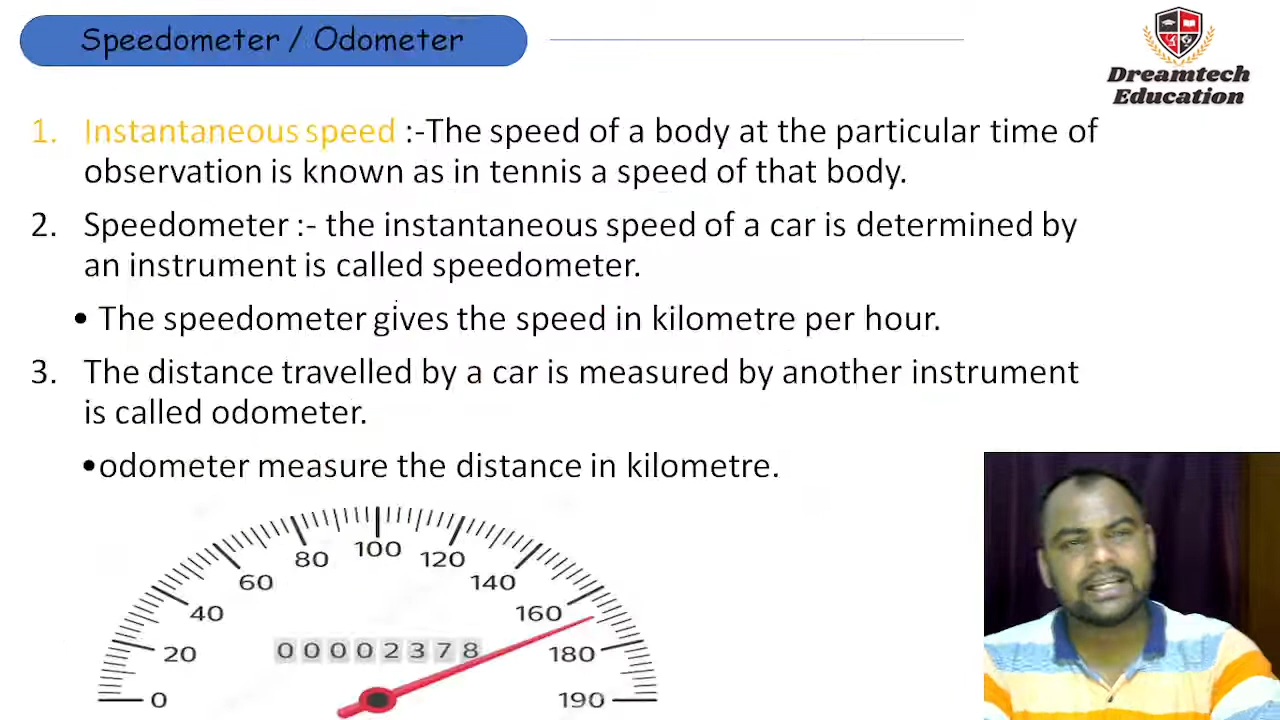 Speedometer / Odometer
Dreamtech
Education
1. Instantaneous speed :-The speed of a body at the particular time of
observation is known as in tennis a speed of that body.
2. Speedometer :- the instantaneous speed of a car is determined by
an instrument is called speedometer.
• The speedometer gives the speed in kilometre per hour.
3. The distance travelled by a car is measured by another instrument
is called odometer.
•odometer measure the distance in kilometre.
0
20
40
60
80
100
120
140
160
180
190
00002378